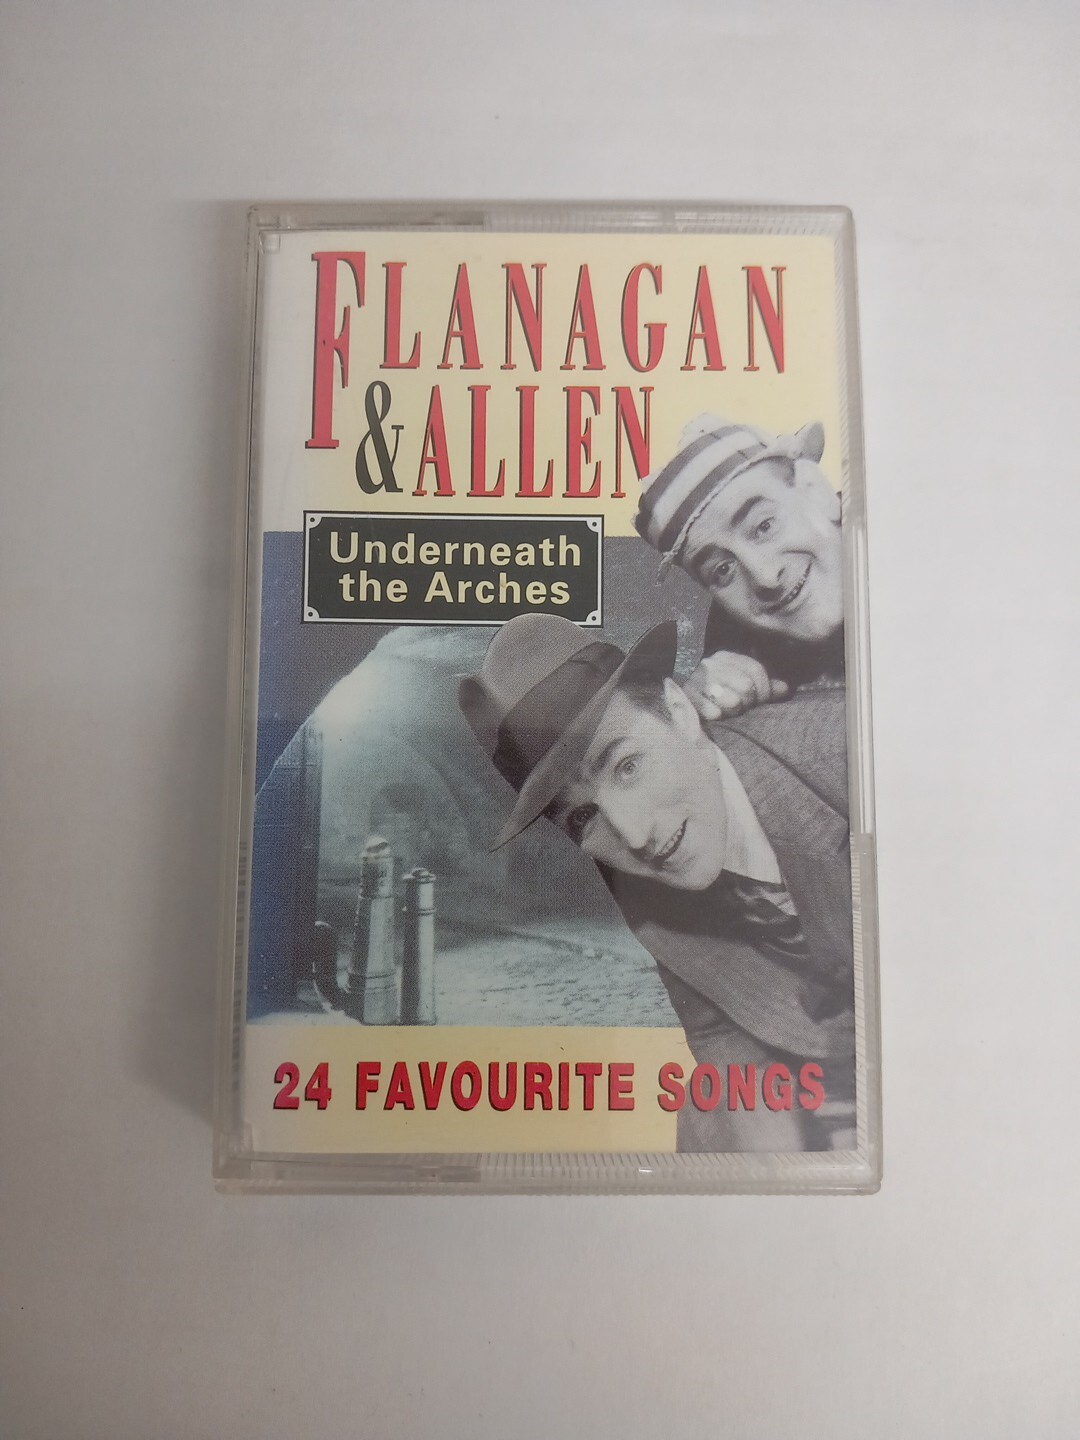 FLANAGAN
& ALLEN
Underneath
the Arches
24 FAVOURITE SONGS